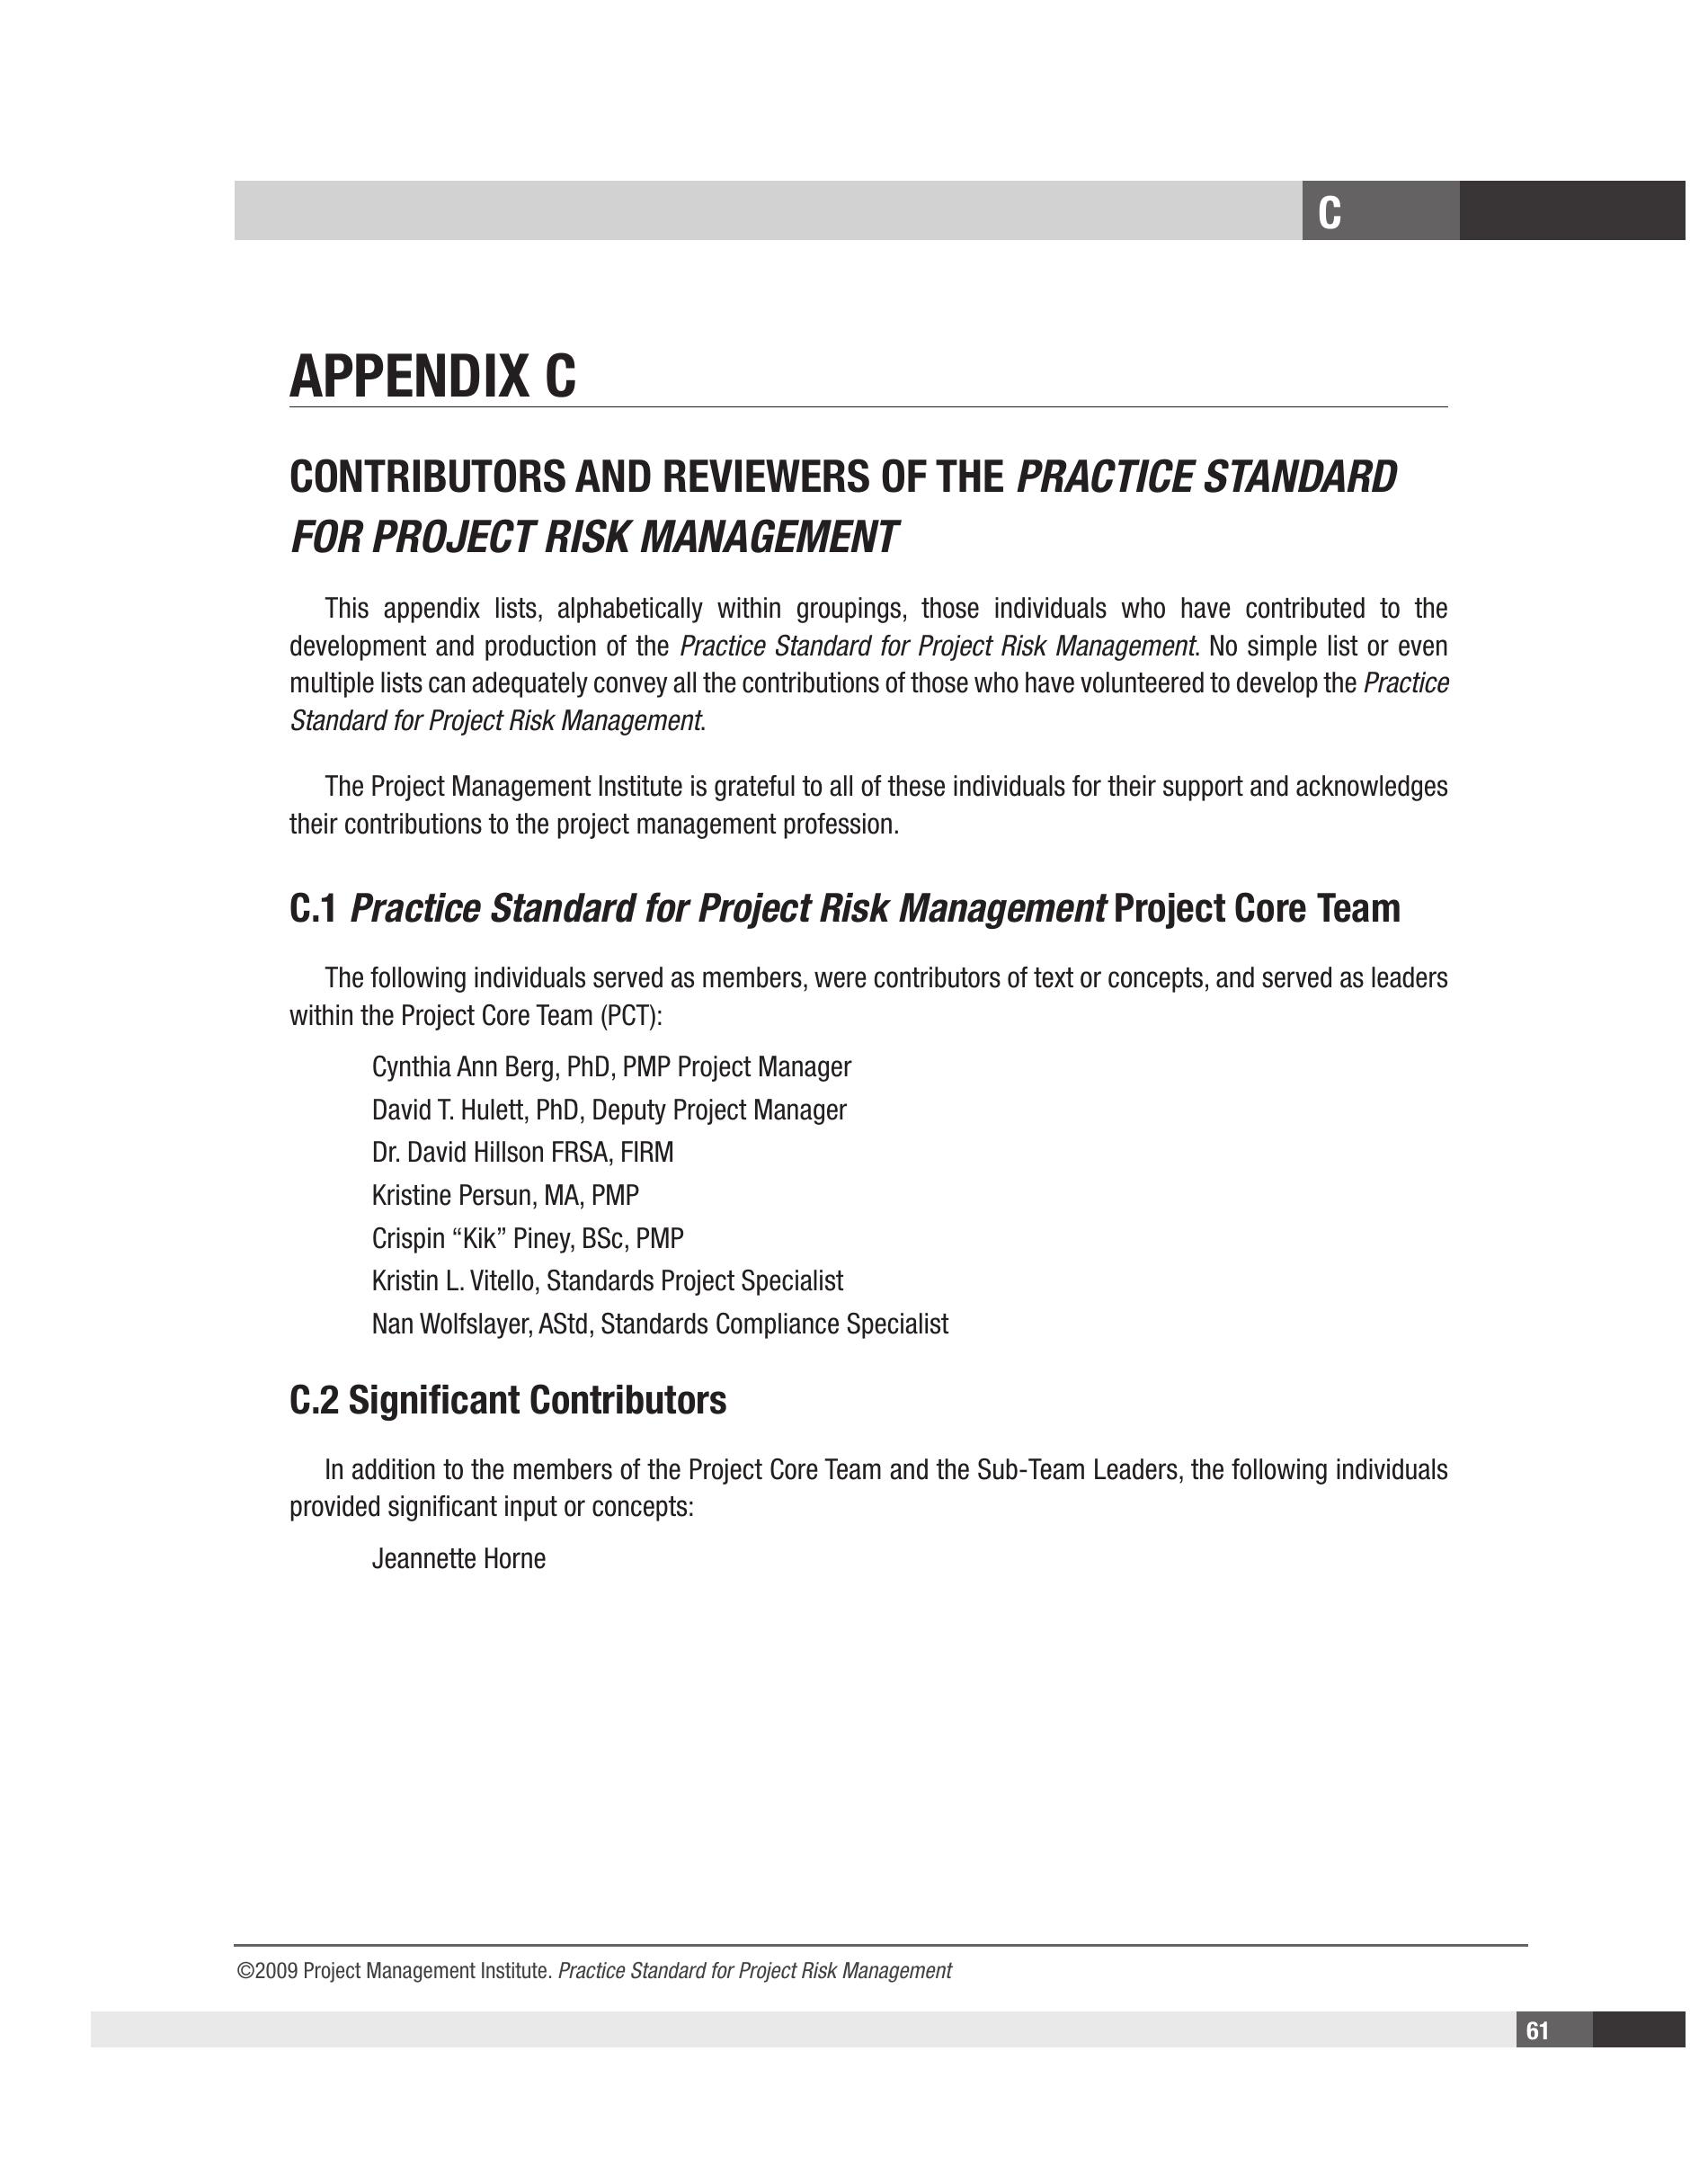 C
APPENDIX C
CONTRIBUTORS AND REVIEWERS OF THE PRACTICE STANDARD
FOR PROJECT RISK MANAGEMENT
This appendix lists, alphabetically within groupings, those individuals who have contributed to the
development and production of the Practice Standard for Project Risk Management. No simple list or even
multiple lists can adequately convey all the contributions of those who have volunteered to develop the Practice
Standard for Project Risk Management.
The Project Management Institute is grateful to all of these individuals for their support and acknowledges
their contributions to the project management profession.
C.1 Practice Standard for Project Risk Management Project Core Team
The following individuals served as members, were contributors of text or concepts, and served as leaders
within the Project Core Team (PCT):
Cynthia Ann Berg, PhD, PMP Project Manager
David T. Hulett, PhD, Deputy Project Manager
Dr. David Hillson FRSA, FIRM
Kristine Persun, MA, PMP
Crispin “Kik” Piney, BSc, PMP
Kristin L. Vitello, Standards Project Specialist
Nan Wolfslayer, AStd, Standards Compliance Specialist
C.2 Significant Contributors
In addition to the members of the Project Core Team and the Sub-Team Leaders, the following individuals
provided significant input or concepts:
Jeannette Horne
©2009 Project Management Institute. Practice Standard for Project Risk Management
61